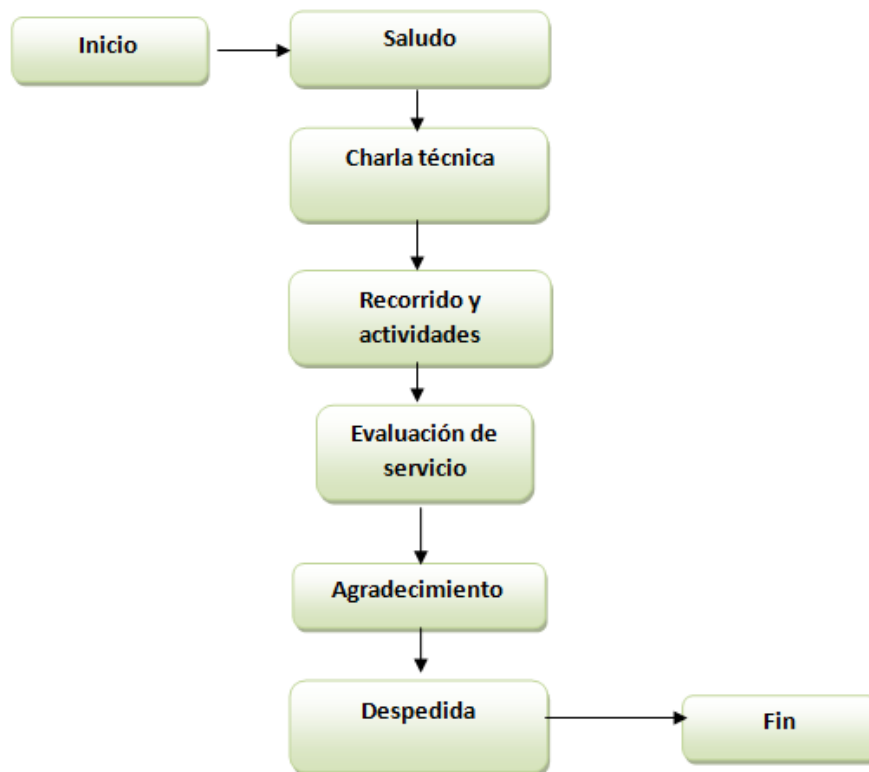 Inicio
Saludo
Charla técnica
Recorrido y
actividades
Evaluación de
servicio
Agradecimiento
Despedida
Fin